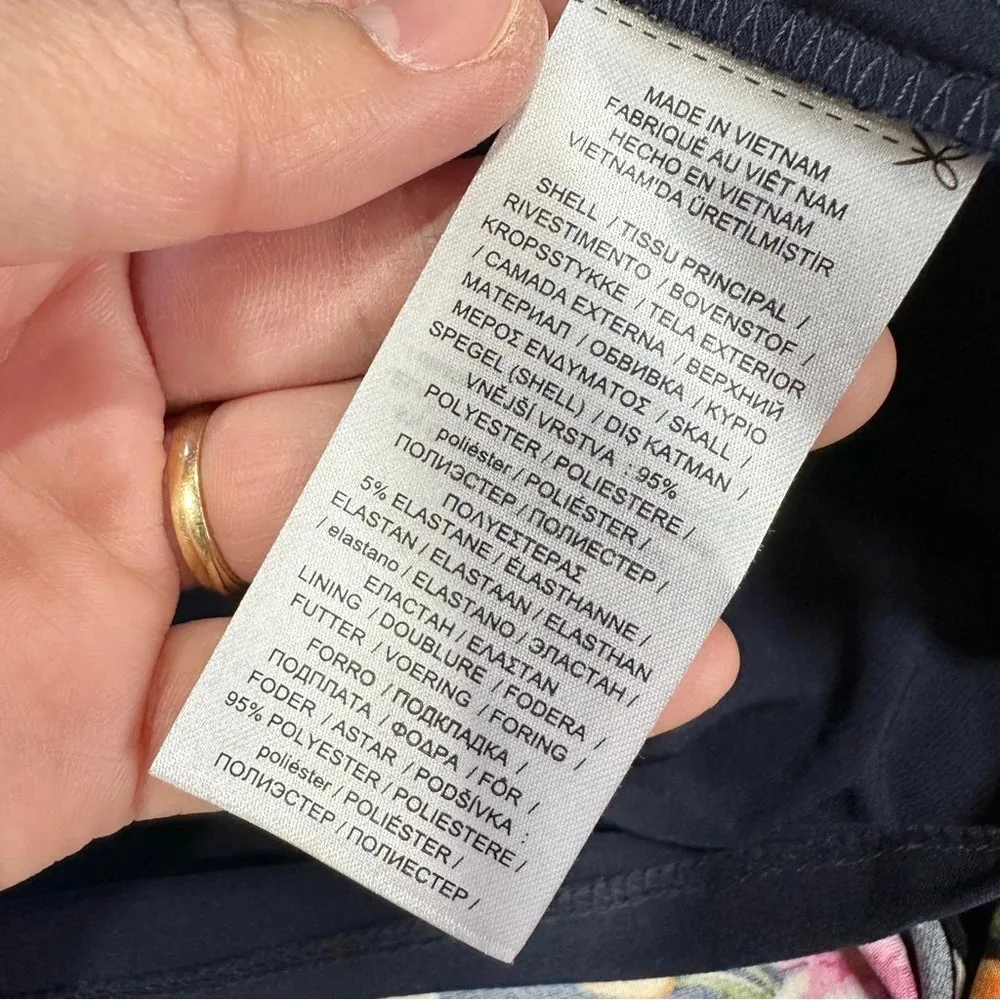 MADE IN VIETNAM
FABRIQUÉ AU VIÊT NAM
HECHO EN VIETNAM
VIETNAM'DA ÜRETİLMİŞTİR
SHELL / TISSU PRINCIPAL /
RIVESTIMENTO / BOVENSTOF /
KROPSSTYKKE / TELA EXTERIOR
/ CAMADA EXTERNA / ВЕРХНИЙ
МАТЕРИАЛ / ОБВИВКА / ΚΥΡΙΟ
ΜΕΡΟΣ ΕΝΔΥΜΑΤΟΣ / SKALL /
SPEGEL (SHELL) / DIŞ KATMAN /
VNĚJŠÍ VRSTVA : 95%
POLYESTER / POLIESTERE /
poliéster / POLIÉSTER /
ПОЛИЭСТЕР / ПОЛИЕСТЕР /
ΠΟΛΥΕΣΤΕΡΑΣ
5% ELASTANE / ÉLASTHANNE /
ELASTAN / ELASTAAN / ELASTHAN
/ elastano / ELASTANO / ЭЛАСТАН /
ЕЛАСТАН / ΕΛΑΣΤΑΝ
LINING / DOUBLURE / FODERA /
FUTTER / VOERING / FORING /
FORRO / ПОДКЛАДКА /
ПОДПЛАТА / ΦΟΔΡΑ / FÔR /
FODER / ASTAR / PODŠÍVKA :
95% POLYESTER / POLIESTERE /
poliéster / POLIÉSTER /
ПОЛИЭСТЕР / ПОЛИЕСТЕР /